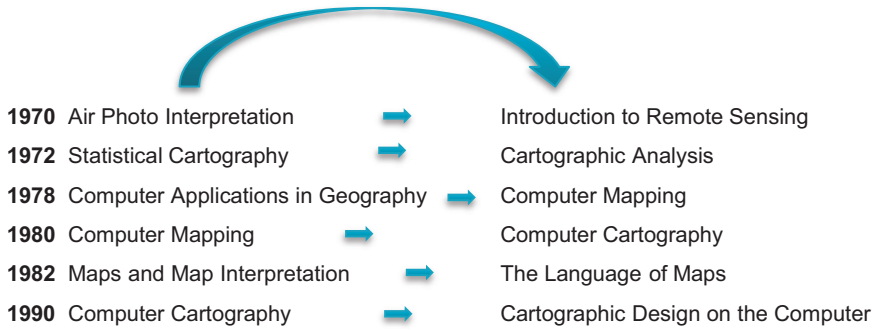 1970 Air Photo Interpretation Introduction to Remote Sensing
1972 Statistical Cartography Cartographic Analysis
1978 Computer Applications in Geography Computer Mapping
1980 Computer Mapping Computer Cartography
1982 Maps and Map Interpretation The Language of Maps
1990 Computer Cartography Cartographic Design on the Computer